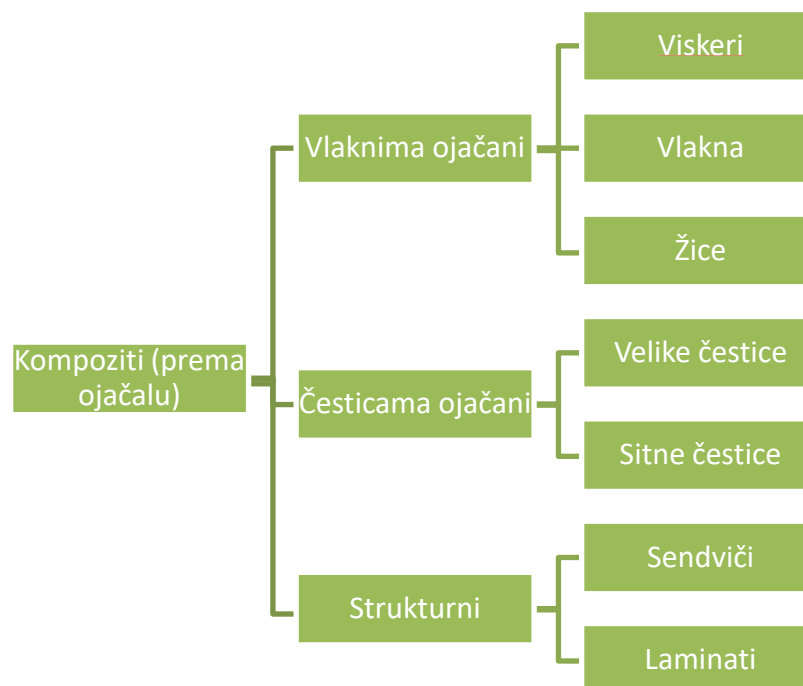 Kompoziti (prema
ojačalu)
Vlaknima ojačani
Viskeri
Vlakna
Žice
Česticama ojačani
Velike čestice
Sitne čestice
Strukturni
Sendviči
Laminati